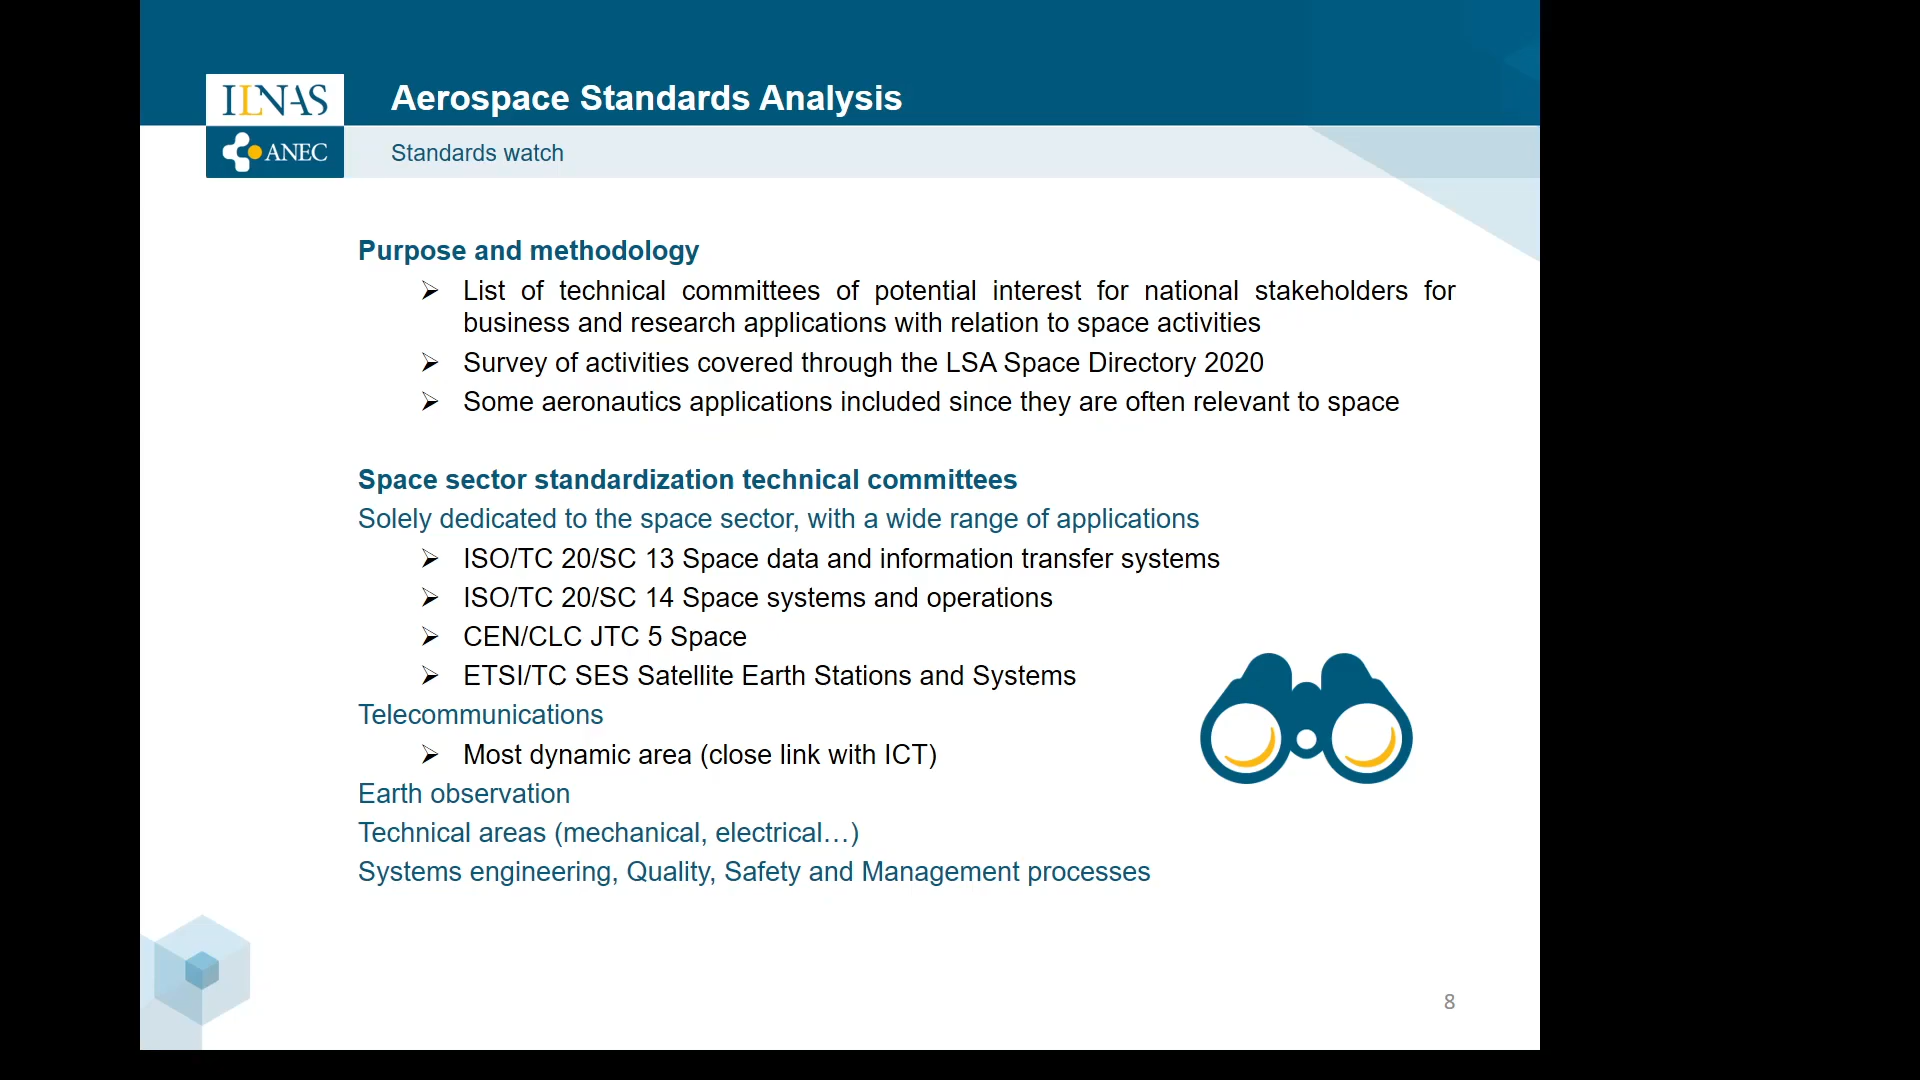 ILNAS
ANEC
Aerospace Standards Analysis
Standards watch
Purpose and methodology
➢ List of technical committees of potential interest for national stakeholders for
business and research applications with relation to space activities
➢ Survey of activities covered through the LSA Space Directory 2020
➢ Some aeronautics applications included since they are often relevant to space
Space sector standardization technical committees
Solely dedicated to the space sector, with a wide range of applications
➢ ISO/TC 20/SC 13 Space data and information transfer systems
➢ ISO/TC 20/SC 14 Space systems and operations
➢ CEN/CLC JTC 5 Space
➢ ETSI/TC SES Satellite Earth Stations and Systems
Telecommunications
➢ Most dynamic area (close link with ICT)
Earth observation
Technical areas (mechanical, electrical…)
Systems engineering, Quality, Safety and Management processes
8